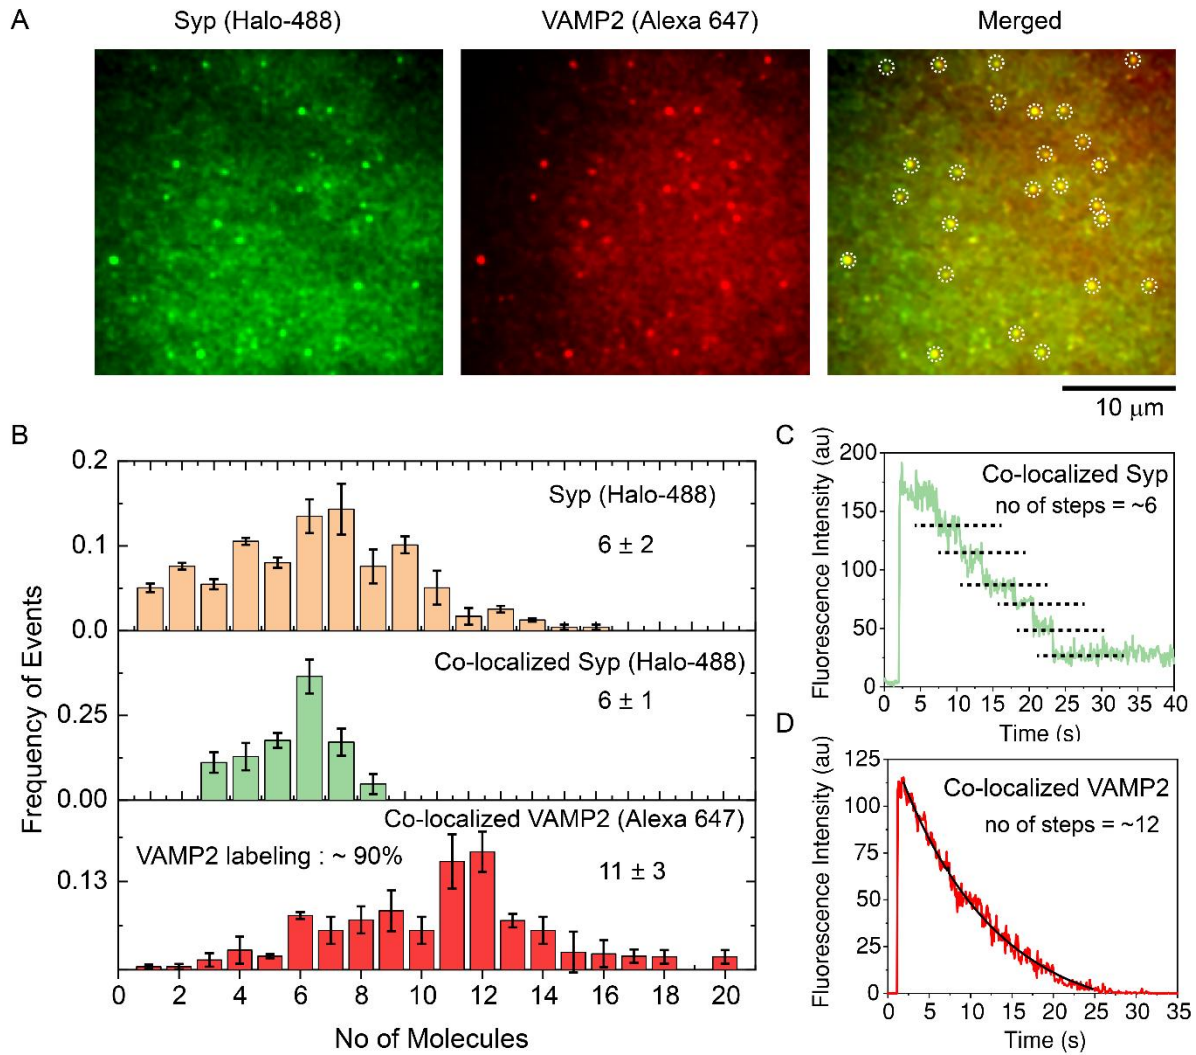 A
Syp (Halo-488)
VAMP2 (Alexa 647)
Merged
10 μm
B
Frequency of Events
0.2
0.1
0.0
Syp (Halo-488)
6 ± 2
0.25
0.00
Co-localized Syp (Halo-488)
6 ± 1
0.13
Co-localized VAMP2 (Alexa 647)
VAMP2 labeling : ~ 90%
11 ± 3
0 2 4 6 8 10 12 14 16 18 20
No of Molecules
C
Fluorescence Intensity (au)
200
150
100
50
0
Co-localized Syp
no of steps = ~6
0 5 10 15 20 25 30 35 40
Time (s)
D
Fluorescence Intensity (au)
125
100
75
50
25
0
Co-localized VAMP2
no of steps = ~12
0 5 10 15 20 25 30 35
Time (s)